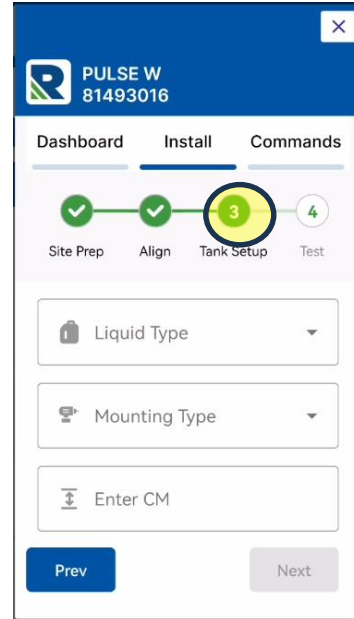 PULSE W
81493016
Dashboard Install Commands
3 4
Site Prep Align Tank Setup Test
Liquid Type
Mounting Type
Enter CM
Prev Next